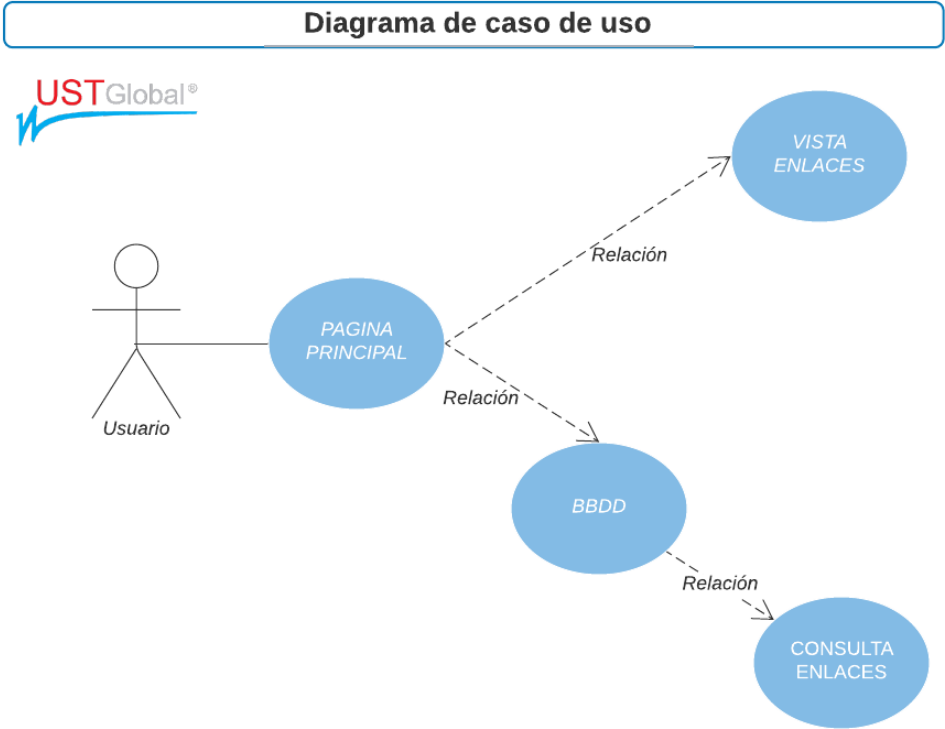 Diagrama de caso de uso
USTGlobal®
VISTA
ENLACES
Relación
PAGINA
PRINCIPAL
Relación
Usuario
BBDD
Relación
CONSULTA
ENLACES